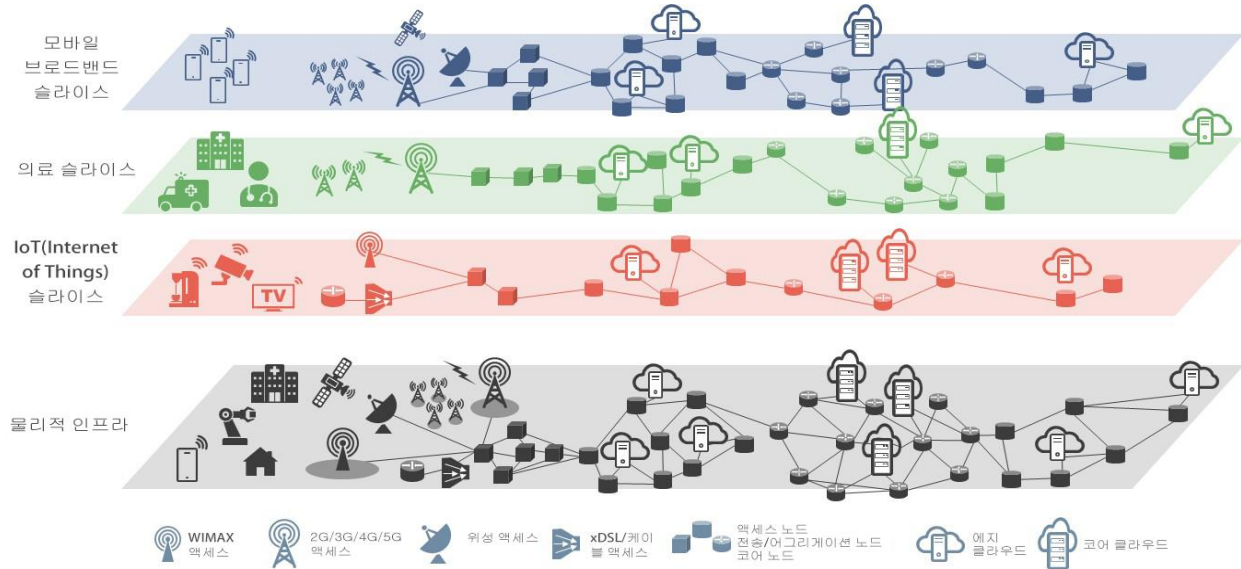 모바일
브로드밴드
슬라이스
의료 슬라이스
IoT(Internet
of Things)
슬라이스
TV
물리적 인프라
WIMAX
액세스
2G/3G/4G/5G
액세스
위성 액세스
xDSL/케이
블 액세스
액세스 노드
전송/어그리게이션 노드
코어 노드
에지
클라우드
코어 클라우드